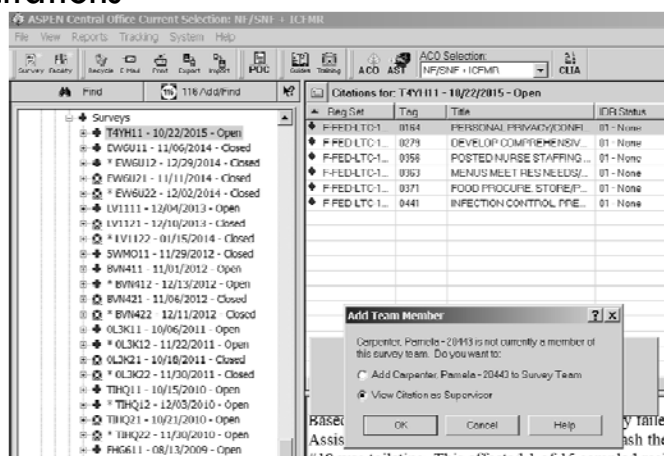 ASPEN Central Office Current Selection: NF/SNF + ICFMR
File View Reports Tracking System Help
Survey Facility Recycle E Mail Print Export Import POC Guides Training ACO AST ACO Selection: NF/SNF + ICFMR CLIA
Find 116 Add/Find Citations for: T4YH11 - 10/22/2015 - Open
Surveys
T4YH11 - 10/22/2015 - Open
EW6U11 - 11/06/2014 - Closed
* EW6U12 - 12/29/2014 - Closed
EW6U21 - 11/11/2014 - Closed
* EW6U22 - 12/02/2014 - Closed
LV1111 - 12/04/2013 - Open
LV1121 - 12/10/2013 - Closed
* LV1122 - 01/15/2014 - Closed
SWMO11 - 11/29/2012 - Open
BVN411 - 11/01/2012 - Open
* BVN412 - 12/13/2012 - Open
BVN421 - 11/06/2012 - Closed
* BVN422 - 12/11/2012 - Closed
0L3K11 - 10/06/2011 - Open
* 0L3K12 - 11/22/2011 - Open
0L3K21 - 10/18/2011 - Closed
* 0L3K22 - 11/30/2011 - Closed
TIHQ11 - 10/15/2010 - Open
* TIHQ12 - 12/03/2010 - Open
TIHQ21 - 10/21/2010 - Open
* TIHQ22 - 11/30/2010 - Open
FHG611 - 08/13/2009 - Open
Reg Set Tag Title IDR Status
F-FED-LTC-1... 0164 PERSONAL PRIVACY/CONFI... 01 - None
F-FED-LTC-1... 0279 DEVELOP COMPREHENSIV... 01 - None
F-FED-LTC-1... 0356 POSTED NURSE STAFFING... 01 - None
F-FED-LTC-1... 0363 MENUS MEET RES NEEDS/... 01 - None
F-FED-LTC-1... 0371 FOOD PROCURE, STORE/P... 01 - None
F-FED-LTC-1... 0441 INFECTION CONTROL, PRE... 01 - None
Add Team Member
Carpenter, Pamela - 20443 is not currently a member of
this survey team. Do you want to:
Add Carpenter, Pamela - 20443 to Survey Team
View Citation as Supervisor
OK Cancel Help
Based
Assis